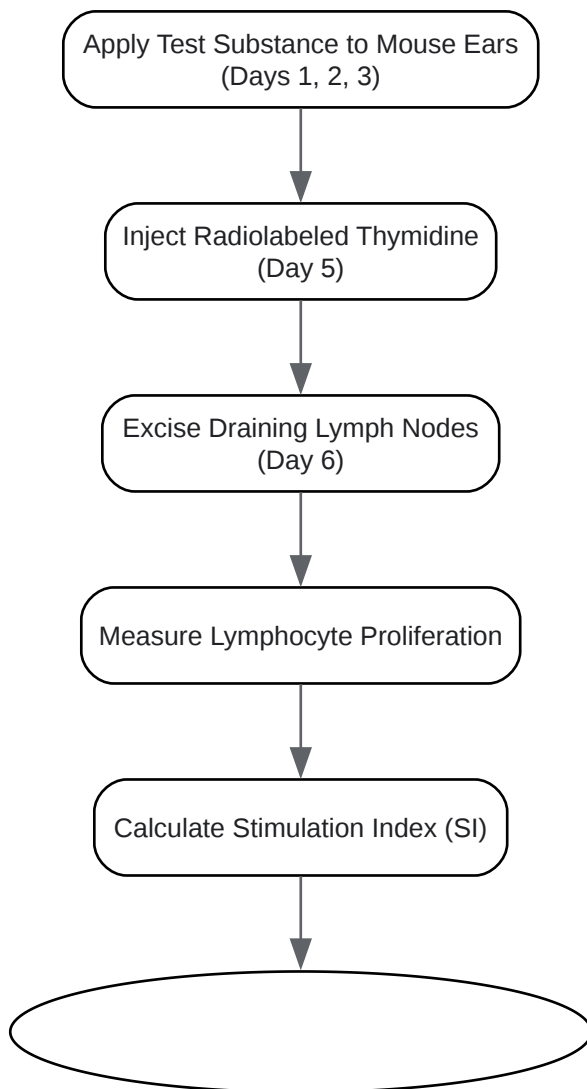 Apply Test Substance to Mouse Ears
(Days 1, 2, 3)
Inject Radiolabeled Thymidine
(Day 5)
Excise Draining Lymph Nodes
(Day 6)
Measure Lymphocyte Proliferation
Calculate Stimulation Index (SI)